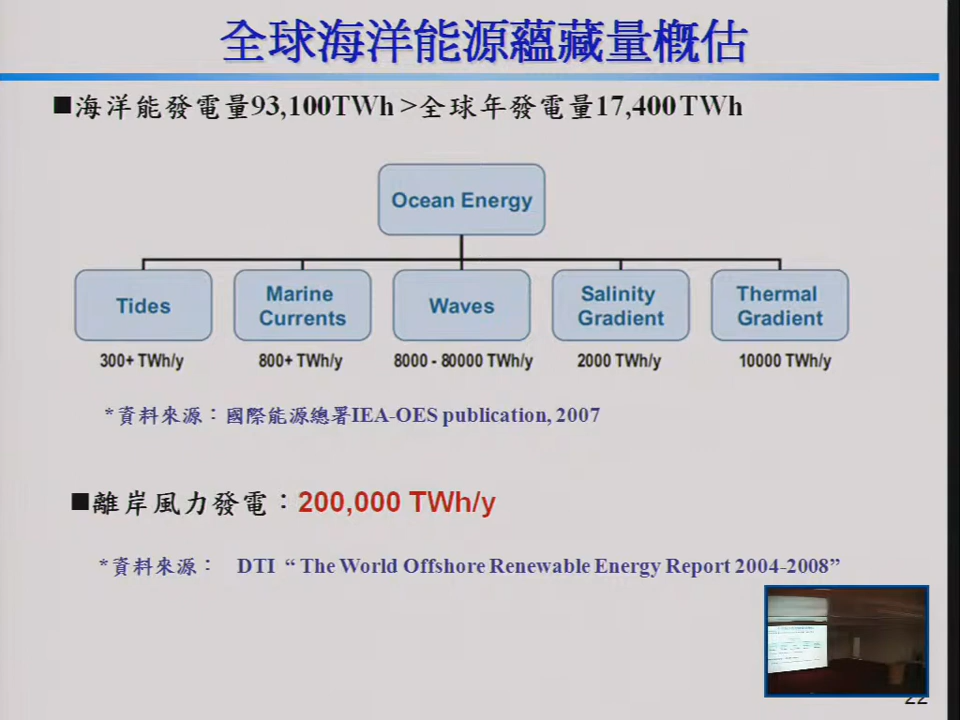 全球海洋能源蘊藏量概估
■海洋能發電量93,100TWh >全球年發電量17,400 TWh
Ocean Energy
Tides
Marine Currents
Waves
Salinity Gradient
Thermal Gradient
300+ TWh/y
800+ TWh/y
8000 - 80000 TWh/y
2000 TWh/y
10000 TWh/y
*資料來源：國際能源總署IEA-OES publication, 2007
■離岸風力發電：200,000 TWh/y
*資料來源： DTI “ The World Offshore Renewable Energy Report 2004-2008”
22